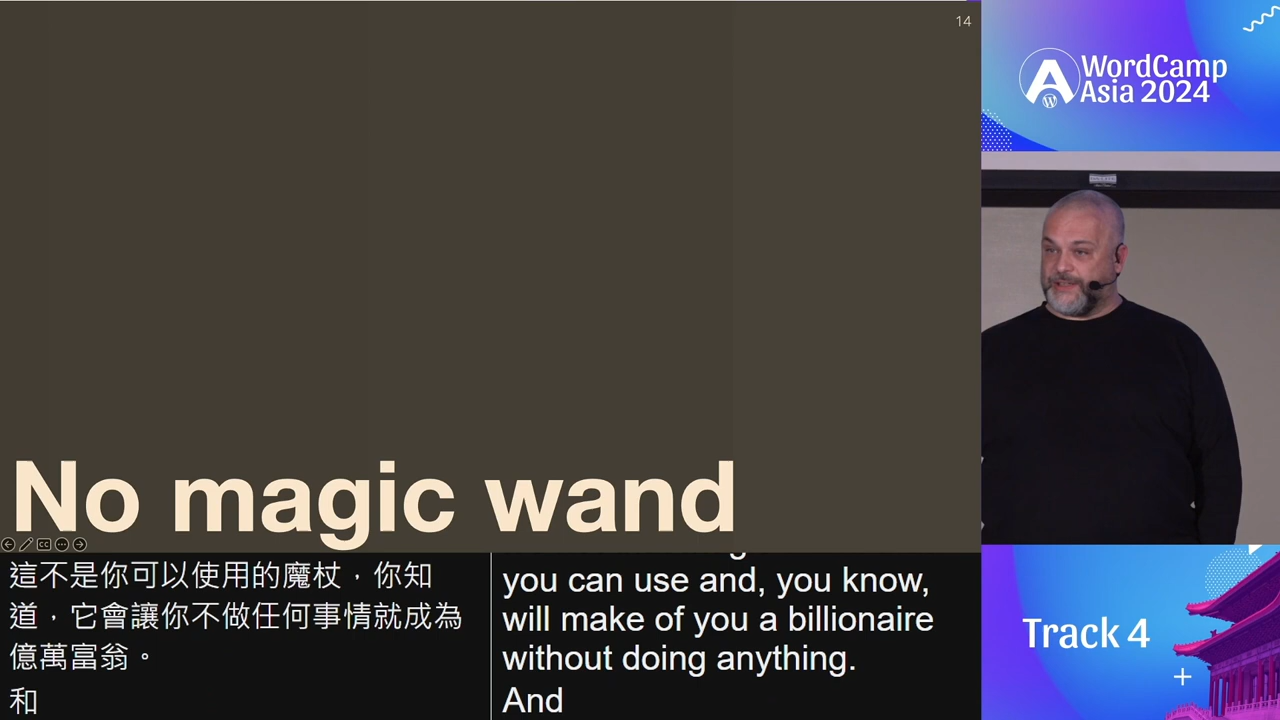 14
WordCamp
Asia 2024
No magic wand
這不是你可以使用的魔杖，你知
道，它會讓你不做任何事情就成為
億萬富翁。
和
you can use and, you know,
will make of you a billionaire
without doing anything.
And
Track 4